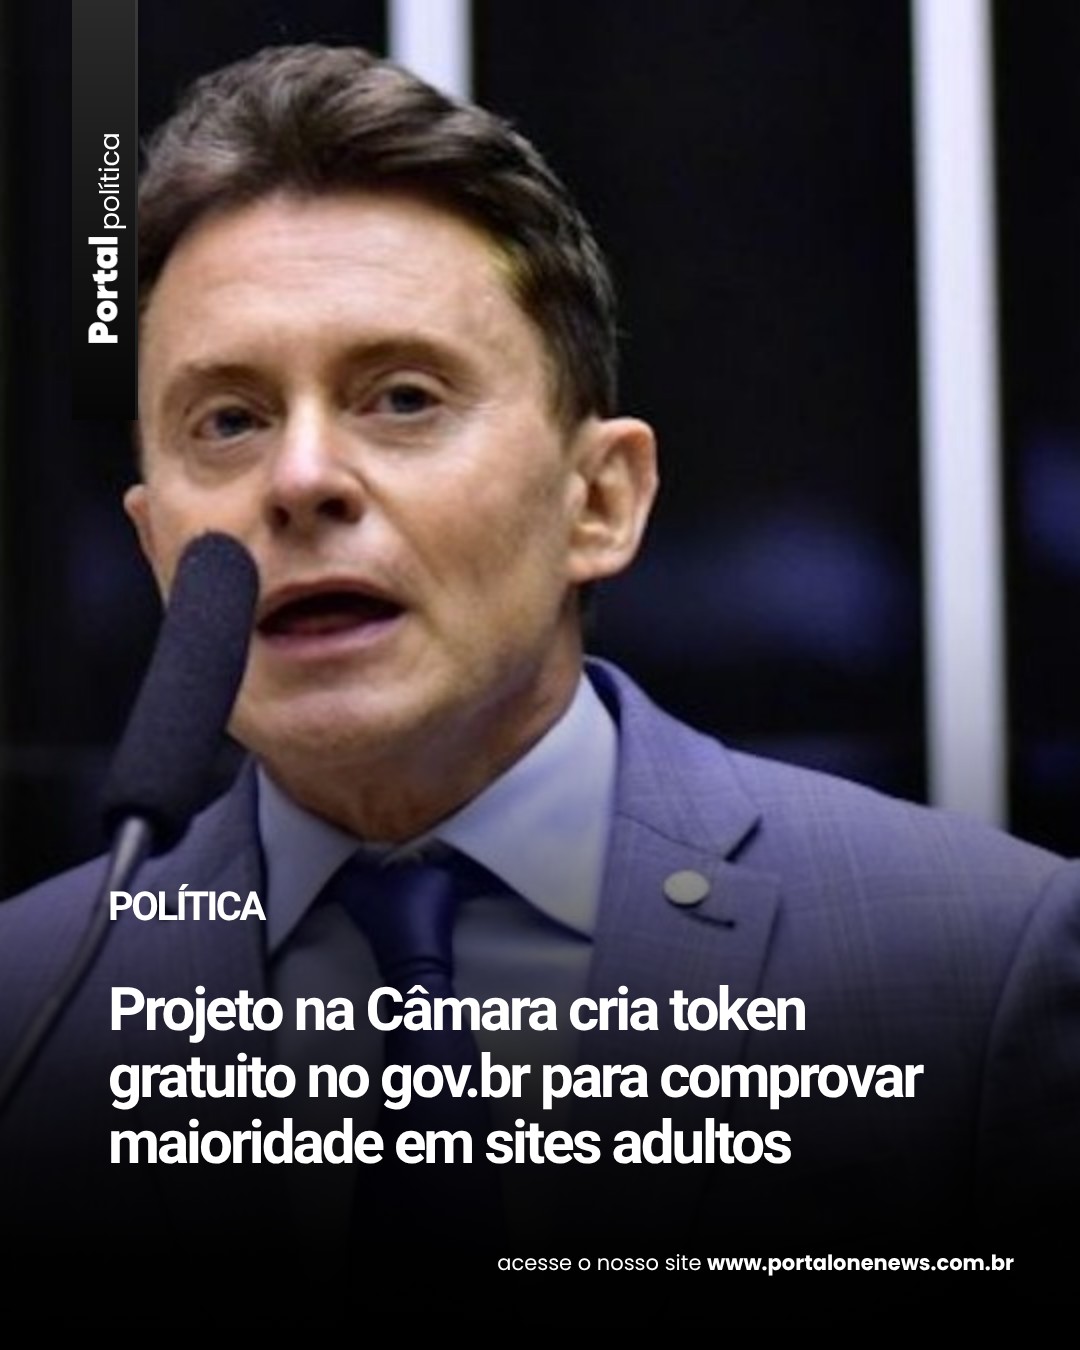 Portal política
POLÍTICA
Projeto na Câmara cria token
gratuito no gov.br para comprovar
maioridade em sites adultos
acesse o nosso site www.portalonenews.com.br